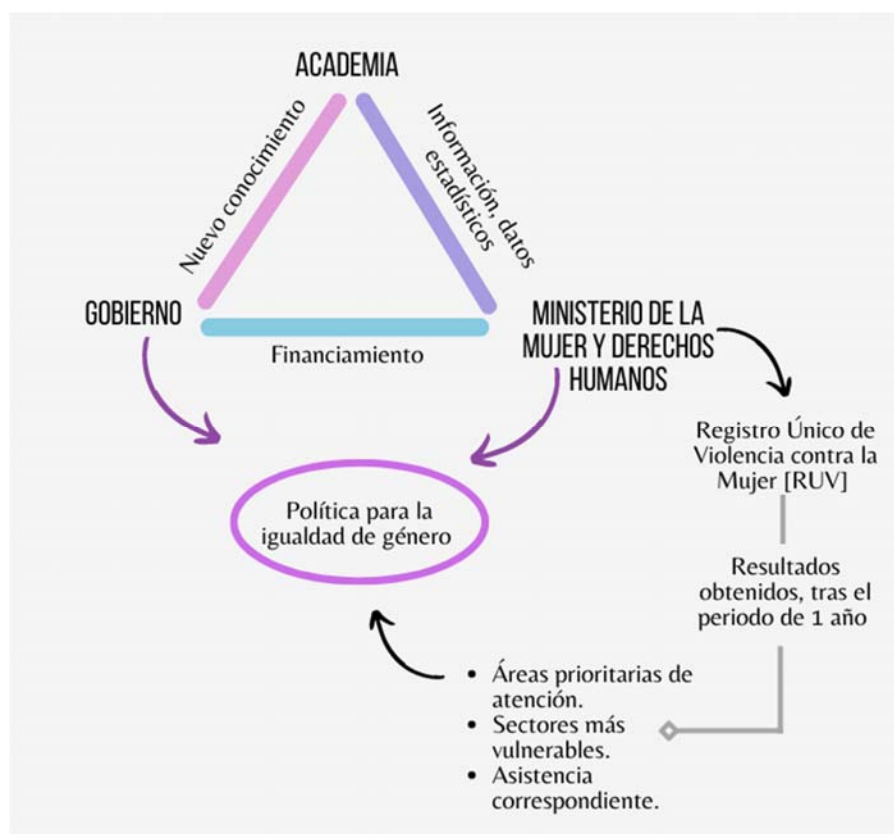 ACADEMIA
Nuevo conocimiento
Información, datos
estadísticos
GOBIERNO
Financiamiento
MINISTERIO DE LA
MUJER Y DERECHOS
HUMANOS
Registro Único de
Violencia contra la
Mujer [RUV]
Política para la
igualdad de género
Resultados
obtenidos, tras el
periodo de 1 año
• Áreas prioritarias de
atención.
• Sectores más
vulnerables.
• Asistencia
correspondiente.